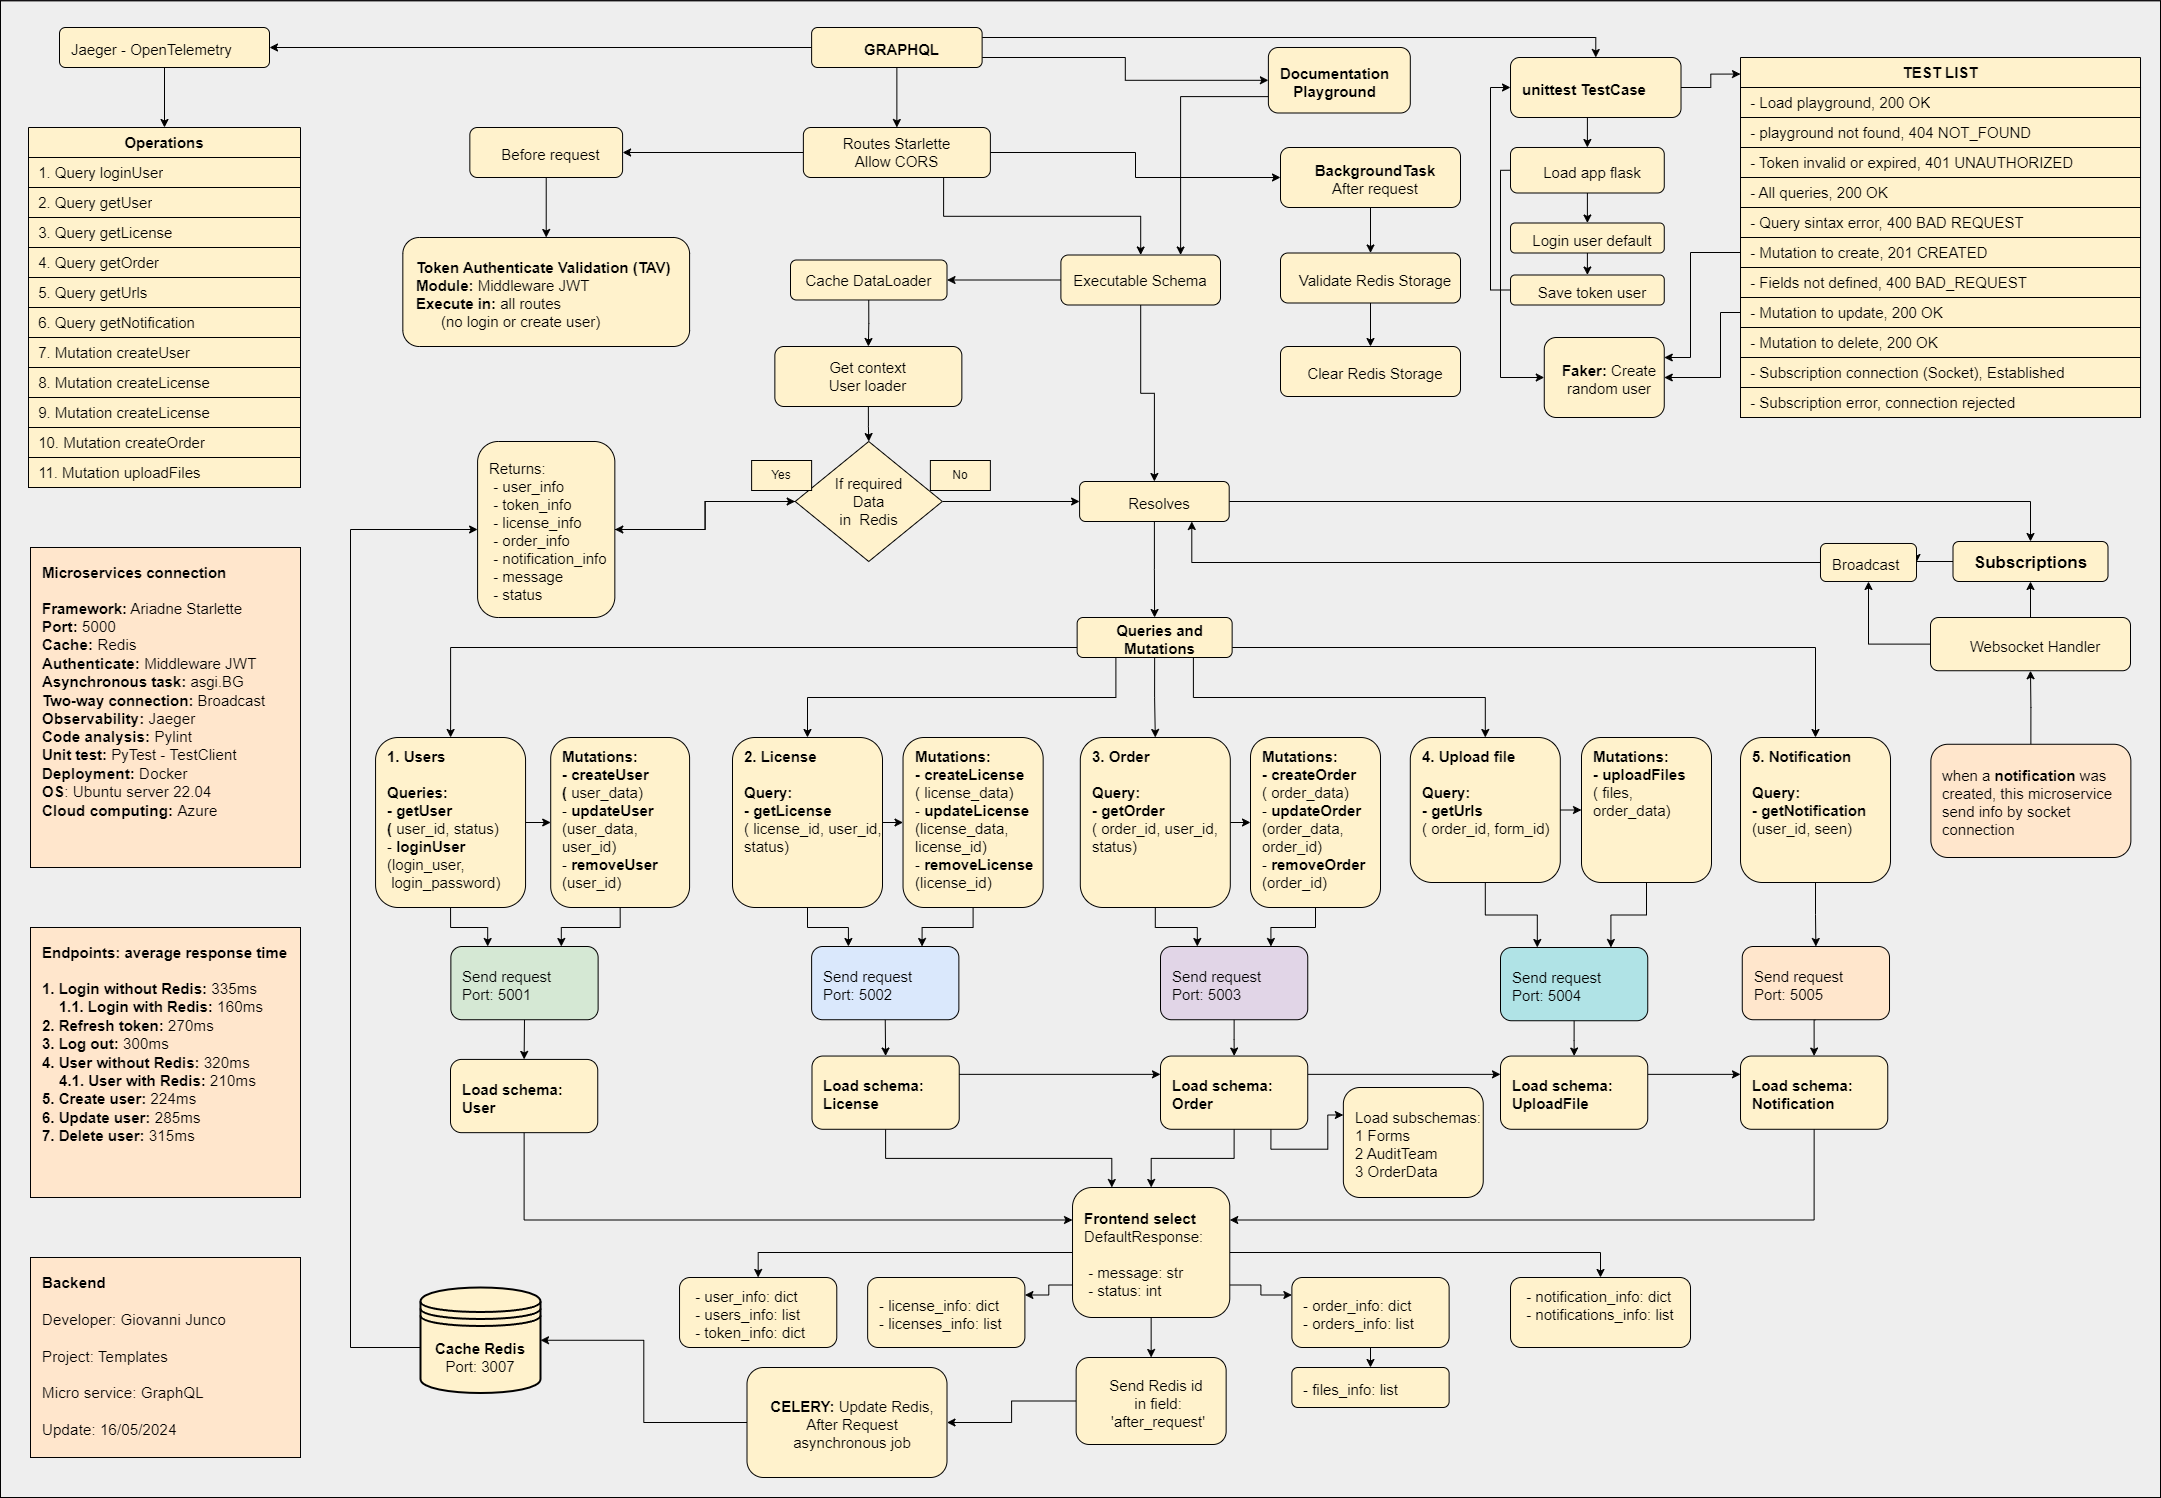 Jaeger - OpenTelemetry
GRAPHQL
Documentation
Playground
unittest TestCase
TEST LIST
- Load playground, 200 OK
- playground not found, 404 NOT_FOUND
- Token invalid or expired, 401 UNAUTHORIZED
- All queries, 200 OK
- Query sintax error, 400 BAD REQUEST
- Mutation to create, 201 CREATED
- Fields not defined, 400 BAD_REQUEST
- Mutation to update, 200 OK
- Mutation to delete, 200 OK
- Subscription connection (Socket), Established
- Subscription error, connection rejected
Operations
1. Query loginUser
2. Query getUser
3. Query getLicense
4. Query getOrder
5. Query getUrls
6. Query getNotification
7. Mutation createUser
8. Mutation createLicense
9. Mutation createLicense
10. Mutation createOrder
11. Mutation uploadFiles
Before request
Routes Starlette
Allow CORS
BackgroundTask
After request
Load app flask
Login user default
Save token user
Faker: Create
random user
Token Authenticate Validation (TAV)
Module: Middleware JWT
Execute in: all routes
(no login or create user)
Cache DataLoader
Executable Schema
Validate Redis Storage
Clear Redis Storage
Get context
User loader
Returns:
- user_info
- token_info
- license_info
- order_info
- notification_info
- message
- status
Yes
If required
Data
in Redis
No
Resolves
Broadcast
Subscriptions
Websocket Handler
when a notification was
created, this microservice
send info by socket
connection
Microservices connection
Framework: Ariadne Starlette
Port: 5000
Cache: Redis
Authenticate: Middleware JWT
Asynchronous task: asgi.BG
Two-way connection: Broadcast
Observability: Jaeger
Code analysis: Pylint
Unit test: PyTest - TestClient
Deployment: Docker
OS: Ubuntu server 22.04
Cloud computing: Azure
Queries and
Mutations
1. Users
Queries:
- getUser
( user_id, status)
- loginUser
(login_user,
login_password)
Mutations:
- createUser
( user_data)
- updateUser
(user_data,
user_id)
- removeUser
(user_id)
2. License
Query:
- getLicense
( license_id, user_id,
status)
Mutations:
- createLicense
( license_data)
- updateLicense
(license_data,
license_id)
- removeLicense
(license_id)
3. Order
Query:
- getOrder
( order_id, user_id,
status)
Mutations:
- createOrder
( order_data)
- updateOrder
(order_data,
order_id)
- removeOrder
(order_id)
4. Upload file
Query:
- getUrls
( order_id, form_id)
Mutations:
- uploadFiles
( files,
order_data)
5. Notification
Query:
- getNotification
(user_id, seen)
Endpoints: average response time
1. Login without Redis: 335ms
1.1. Login with Redis: 160ms
2. Refresh token: 270ms
3. Log out: 300ms
4. User without Redis: 320ms
4.1. User with Redis: 210ms
5. Create user: 224ms
6. Update user: 285ms
7. Delete user: 315ms
Send request
Port: 5001
Send request
Port: 5002
Send request
Port: 5003
Send request
Port: 5004
Send request
Port: 5005
Load schema:
User
Load schema:
License
Load schema:
Order
Load subschemas:
1 Forms
2 AuditTeam
3 OrderData
Load schema:
UploadFile
Load schema:
Notification
Frontend select
DefaultResponse:
- message: str
- status: int
- user_info: dict
- users_info: list
- token_info: dict
- license_info: dict
- licenses_info: list
- order_info: dict
- orders_info: list
- files_info: list
- notification_info: dict
- notifications_info: list
Backend
Developer: Giovanni Junco
Project: Templates
Micro service: GraphQL
Update: 16/05/2024
Cache Redis
Port: 3007
CELERY: Update Redis,
After Request
asynchronous job
Send Redis id
in field:
'after_request'